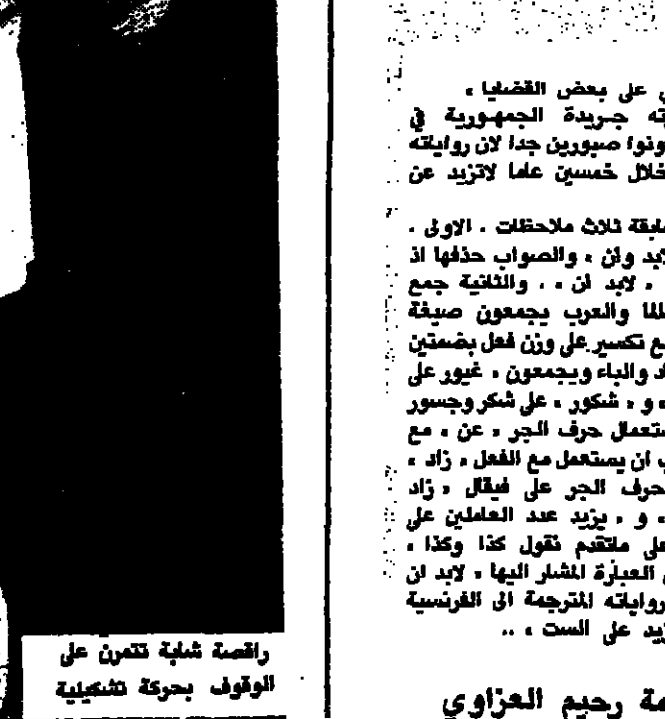 ي على بعض القضايا ،
ته جريدة الجمهورية في
ونوا صبورين جدا لان رواياته
خلال خمسين عاما لاتزيد عن
سابقة ثلاث ملاحظات . الاولى .
لابد وان ، والصواب حذفها اذ
، لابد ان ، . والثانية جمع
والعرب يجمعون صيغة
ع تكسير على وزن فعل بضمتين
اد والباء ويجمعون ، غيور على
، و ، شكور ، على شكر وجسور
ستعمال حرف الجر ، عن ، مع
ب ان يستعمل مع الفعل ، زاد ،
حرف الجر على فيقال ، زاد
، و ، يزيد عدد العاملين على
على ماتقدم نقول كذا وكذا ،
العبارة المشار اليها ، لابد ان
رواياته المترجمة الى الفرنسية
زيد على الست ، ..
مة رحيم العزاوي
راقصة شابة تتمرن على
الوقوف بحركة تشكيلية